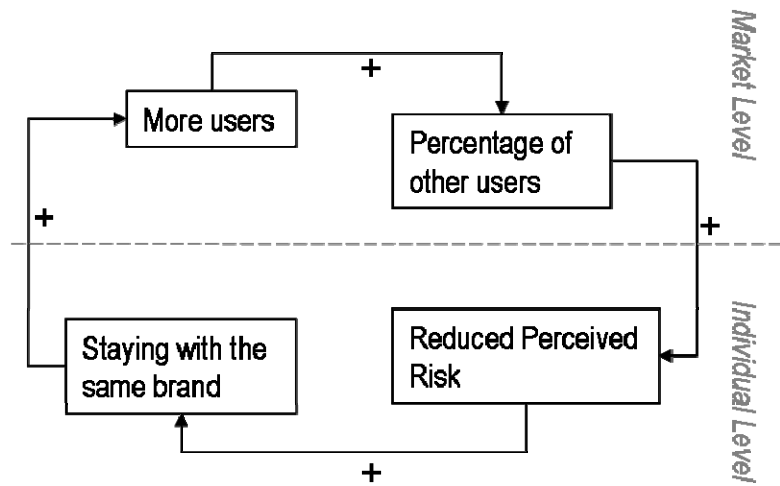 More users
+
Percentage of
other users
Market Level
+
+
Staying with the
same brand
Reduced Perceived
Risk
Individual Level
+